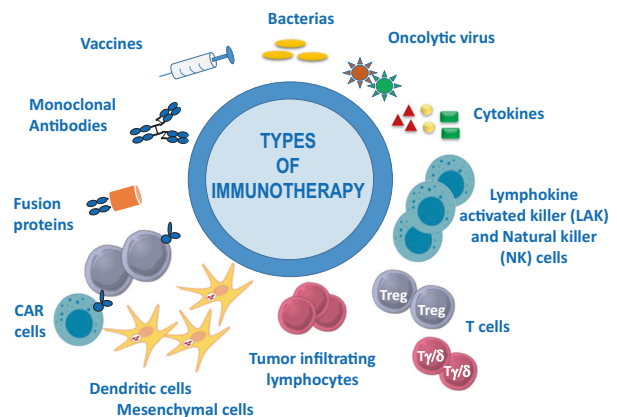 Bacterias
Vaccines
Oncolytic virus
Monoclonal
Antibodies
Cytokines
TYPES
OF
IMMUNOTHERAPY
Fusion
proteins
Lymphokine
activated killer (LAK)
and Natural killer
(NK) cells
CAR
cells
Treg
Treg
T cells
Tγ/δ
Tγ/δ
Tumor infiltrating
lymphocytes
Dendritic cells
Mesenchymal cells